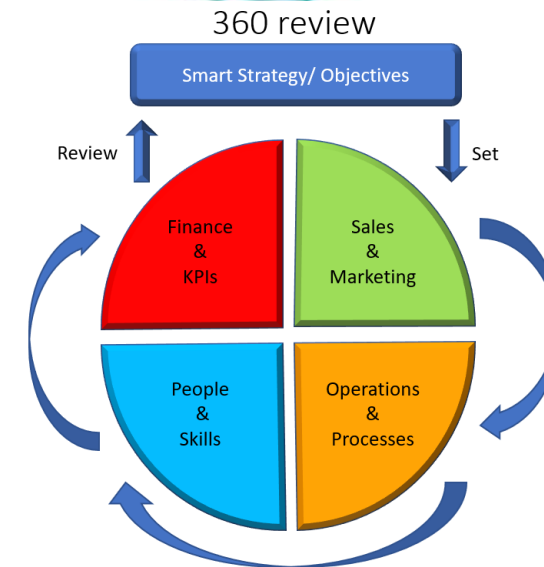 360 review
Smart Strategy/ Objectives
Review
Set
Finance
&
KPIs
Sales
&
Marketing
People
&
Skills
Operations
&
Processes